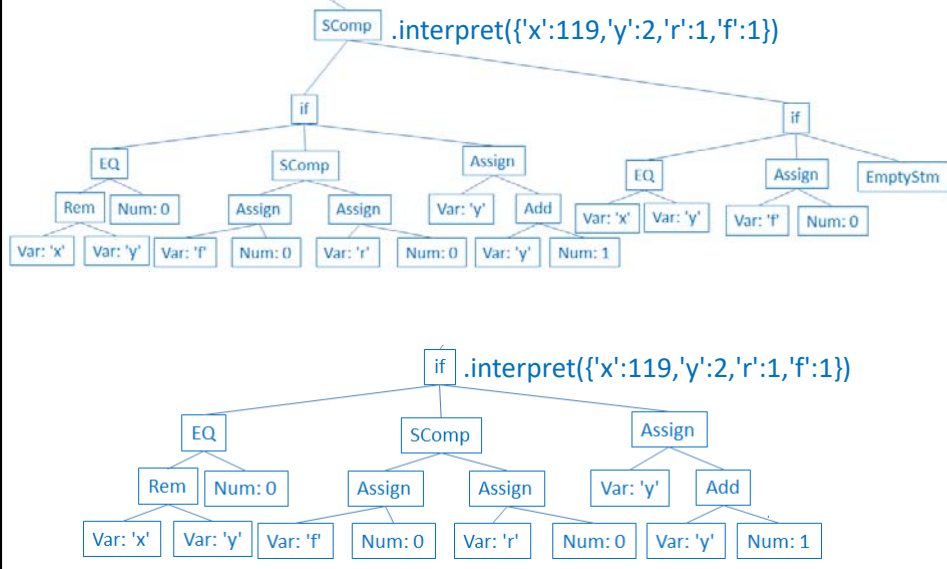 SComp .interpret({'x':119,'y':2,'r':1,'f':1})
if if
EQ SComp Assign EQ Assign EmptyStm
Rem Num: 0 Assign Assign Var: 'y' Add Var: 'x' Var: 'y' Var: 'f' Num: 0
Var: 'x' Var: 'y' Var: 'f' Num: 0 Var: 'r' Num: 0 Var: 'y' Num: 1
if .interpret({'x':119,'y':2,'r':1,'f':1})
EQ SComp Assign
Rem Num: 0 Assign Assign Var: 'y' Add
Var: 'x' Var: 'y' Var: 'f' Num: 0 Var: 'r' Num: 0 Var: 'y' Num: 1